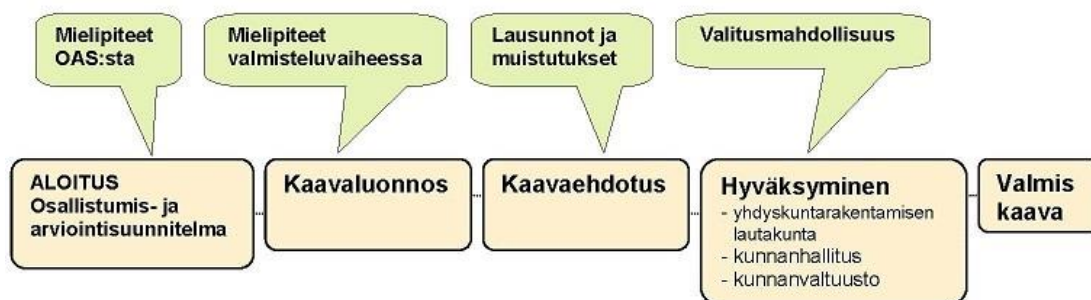 Mielipiteet
OAS:sta
Mielipiteet
valmisteluvaiheessa
Lausunnot ja
muistutukset
Valitusmahdollisuus
ALOITUS
Osallistumis- ja
arviointisuunnitelma
Kaavaluonnos
Kaavaehdotus
Hyväksyminen
- yhdyskuntarakentamisen
lautakunta
- kunnanhallitus
- kunnanvaltuusto
Valmis
kaava